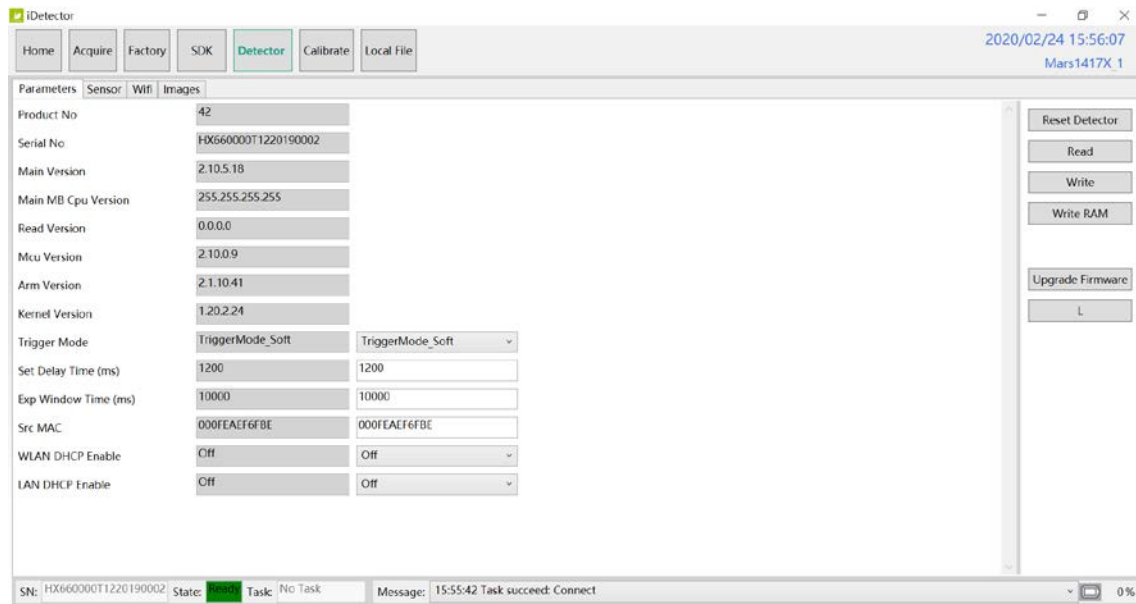 iDetector
Home Acquire Factory SDK Detector Calibrate Local File
2020/02/24 15:56:07
Mars1417X_1
Parameters Sensor Wifi Images
Product No 42
Serial No HX660000T1220190002
Main Version 2.10.5.18
Main MB Cpu Version 255.255.255.255
Read Version 0.0.0.0
Mcu Version 2.10.0.9
Arm Version 2.1.10.41
Kernel Version 1.20.2.24
Trigger Mode TriggerMode_Soft TriggerMode_Soft
Set Delay Time (ms) 1200 1200
Exp Window Time (ms) 10000 10000
Src MAC 000FEAEF6FBE 000FEAEF6FBE
WLAN DHCP Enable Off Off
LAN DHCP Enable Off Off
Reset Detector
Read
Write
Write RAM
Upgrade Firmware
L
SN: HX660000T1220190002 State: Ready Task: No Task Message: 15:55:42 Task succeed: Connect 0%